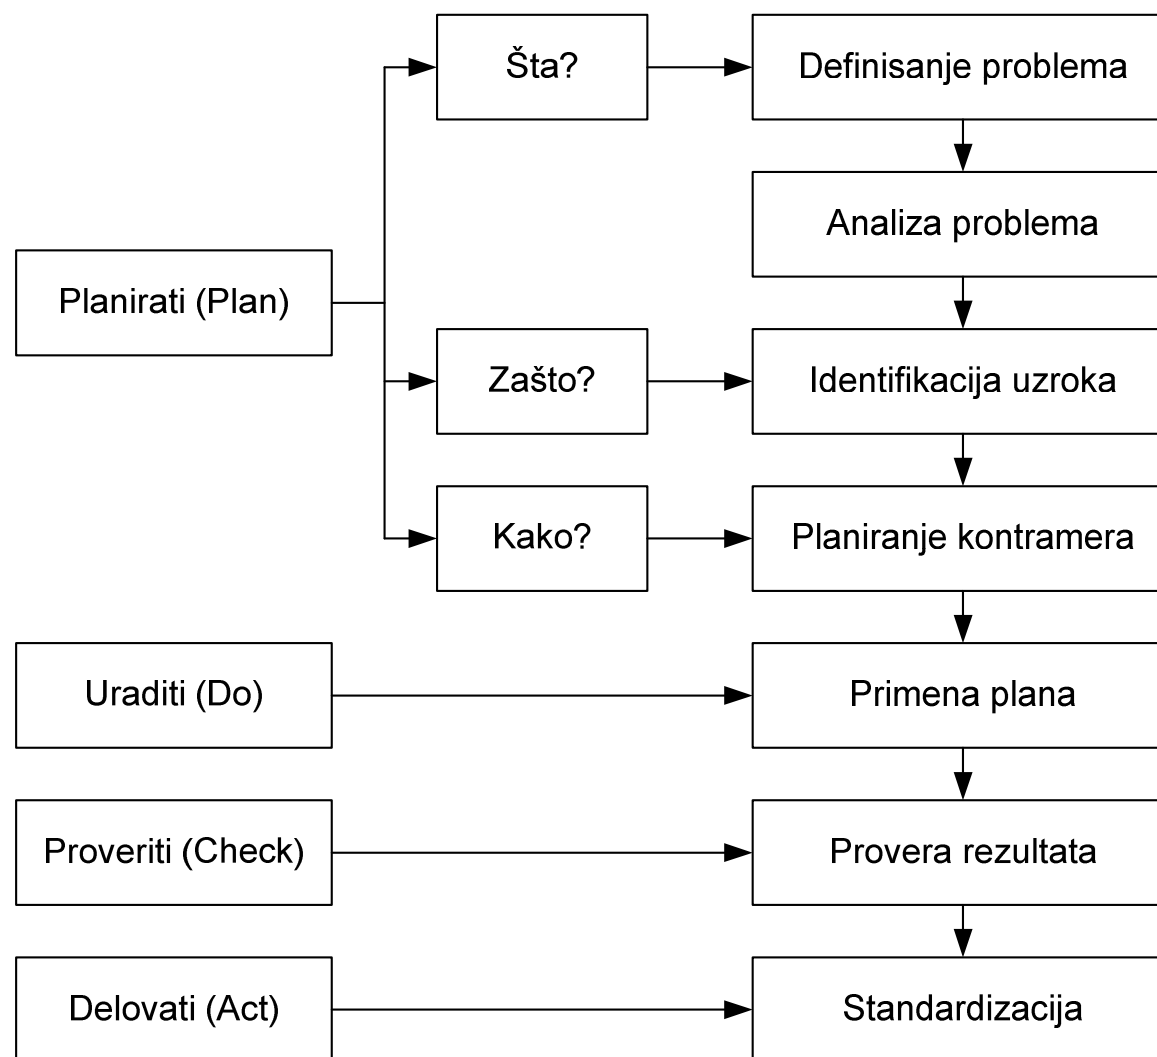 Šta?
Definisanje problema
Analiza problema
Planirati (Plan)
Zašto?
Identifikacija uzroka
Kako?
Planiranje kontramera
Uraditi (Do)
Primena plana
Proveriti (Check)
Provera rezultata
Delovati (Act)
Standardizacija